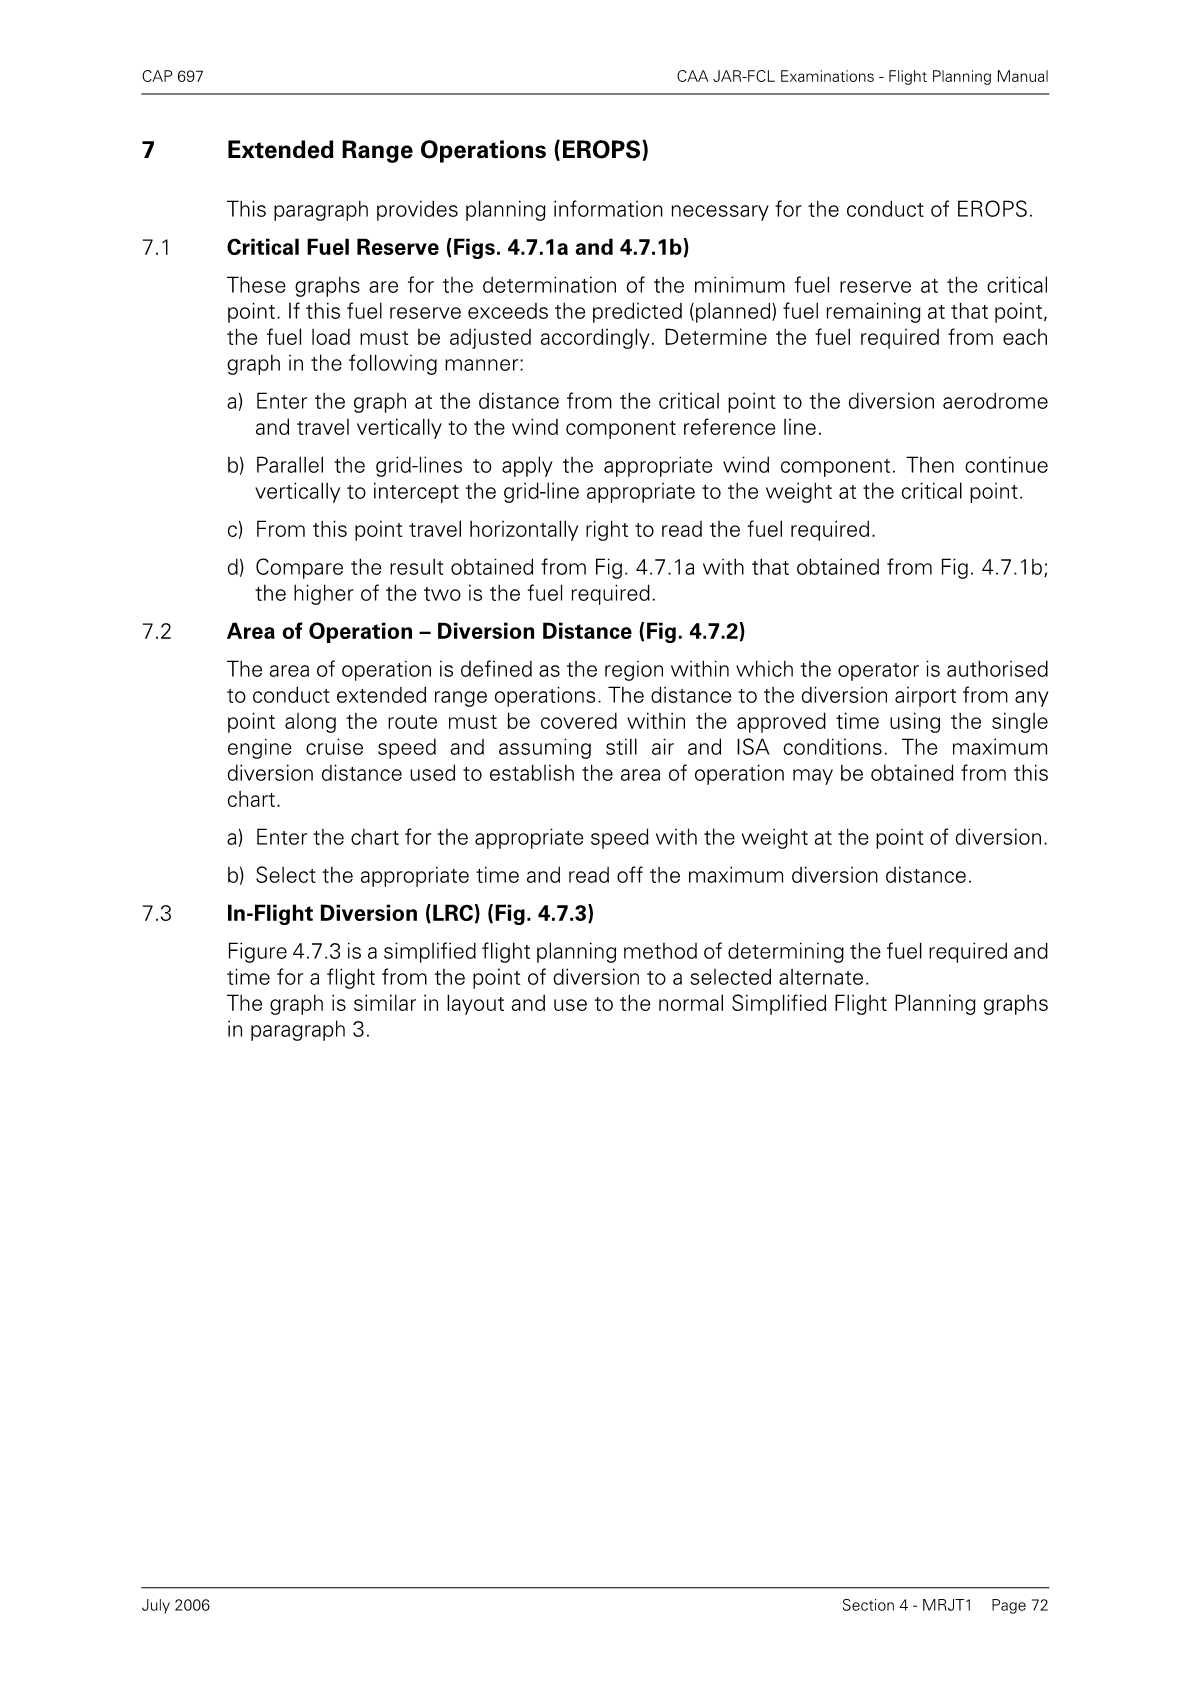 CAP 697 CAA JAR-FCL Examinations - Flight Planning Manual
7 Extended Range Operations (EROPS)
This paragraph provides planning information necessary for the conduct of EROPS.
7.1 Critical Fuel Reserve (Figs. 4.7.1a and 4.7.1b)
These graphs are for the determination of the minimum fuel reserve at the critical
point. If this fuel reserve exceeds the predicted (planned) fuel remaining at that point,
the fuel load must be adjusted accordingly. Determine the fuel required from each
graph in the following manner:
a) Enter the graph at the distance from the critical point to the diversion aerodrome
and travel vertically to the wind component reference line.
b) Parallel the grid-lines to apply the appropriate wind component. Then continue
vertically to intercept the grid-line appropriate to the weight at the critical point.
c) From this point travel horizontally right to read the fuel required.
d) Compare the result obtained from Fig. 4.7.1a with that obtained from Fig. 4.7.1b;
the higher of the two is the fuel required.
7.2 Area of Operation – Diversion Distance (Fig. 4.7.2)
The area of operation is defined as the region within which the operator is authorised
to conduct extended range operations. The distance to the diversion airport from any
point along the route must be covered within the approved time using the single
engine cruise speed and assuming still air and ISA conditions. The maximum
diversion distance used to establish the area of operation may be obtained from this
chart.
a) Enter the chart for the appropriate speed with the weight at the point of diversion.
b) Select the appropriate time and read off the maximum diversion distance.
7.3 In-Flight Diversion (LRC) (Fig. 4.7.3)
Figure 4.7.3 is a simplified flight planning method of determining the fuel required and
time for a flight from the point of diversion to a selected alternate.
The graph is similar in layout and use to the normal Simplified Flight Planning graphs
in paragraph 3.
July 2006 Section 4 - MRJT1 Page 72